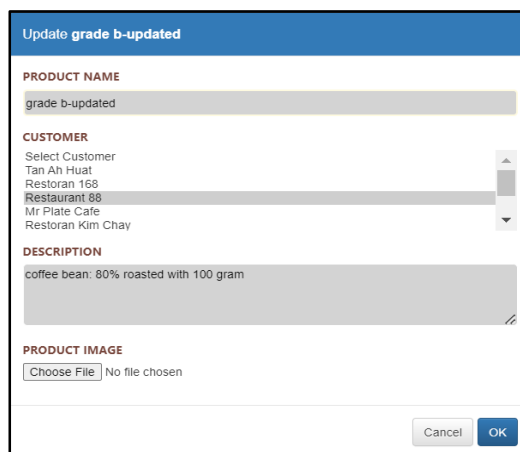 Update grade b-updated
PRODUCT NAME
grade b-updated
CUSTOMER
Select Customer
Tan Ah Huat
Restoran 168
Restaurant 88
Mr Plate Cafe
Restoran Kim Chay
DESCRIPTION
coffee bean: 80% roasted with 100 gram
PRODUCT IMAGE
Choose File No file chosen
Cancel OK